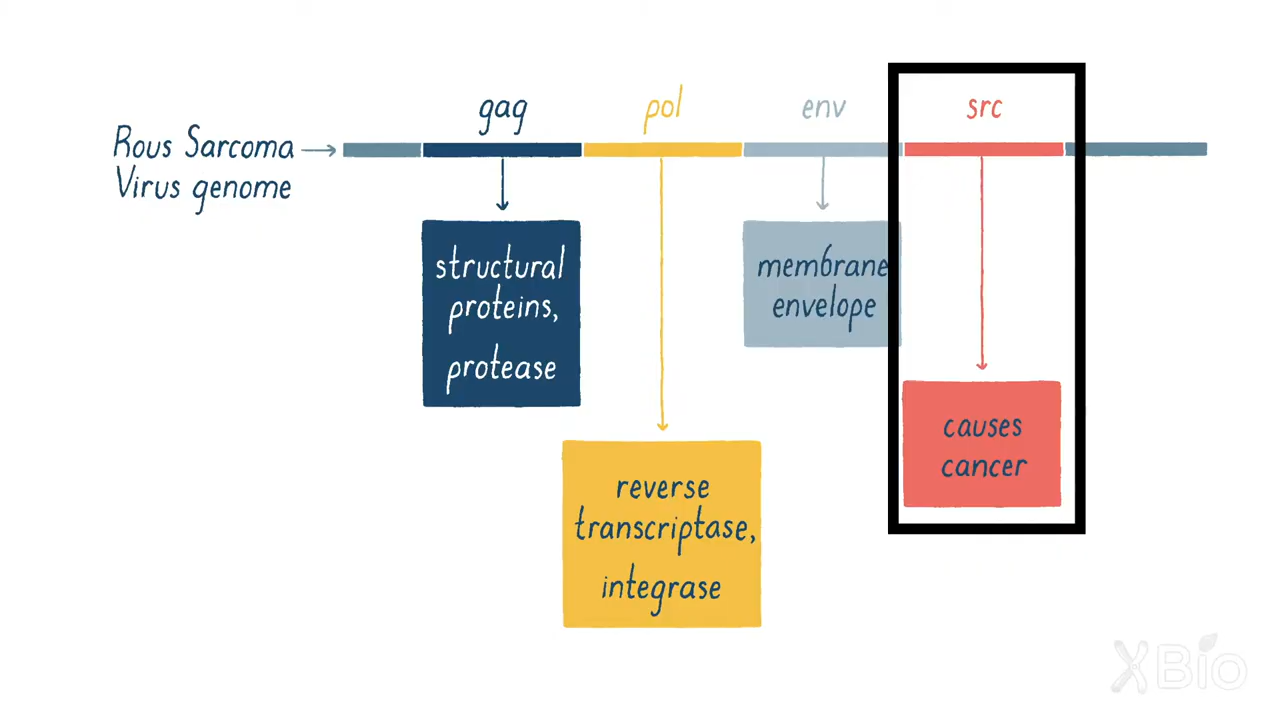 gag
pol
env
src
Rous Sarcoma
Virus genome
structural
proteins,
protease
membrane
envelope
causes
cancer
reverse
transcriptase,
integrase
XBio